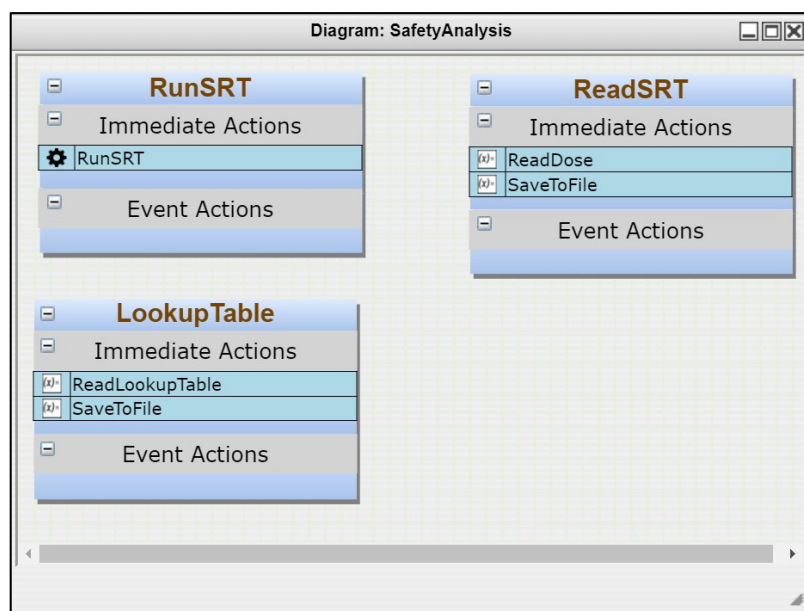 Diagram: SafetyAnalysis
RunSRT
Immediate Actions
RunSRT
Event Actions
ReadSRT
Immediate Actions
(x)= ReadDose
(x)= SaveToFile
Event Actions
LookupTable
Immediate Actions
(x)= ReadLookupTable
(x)= SaveToFile
Event Actions